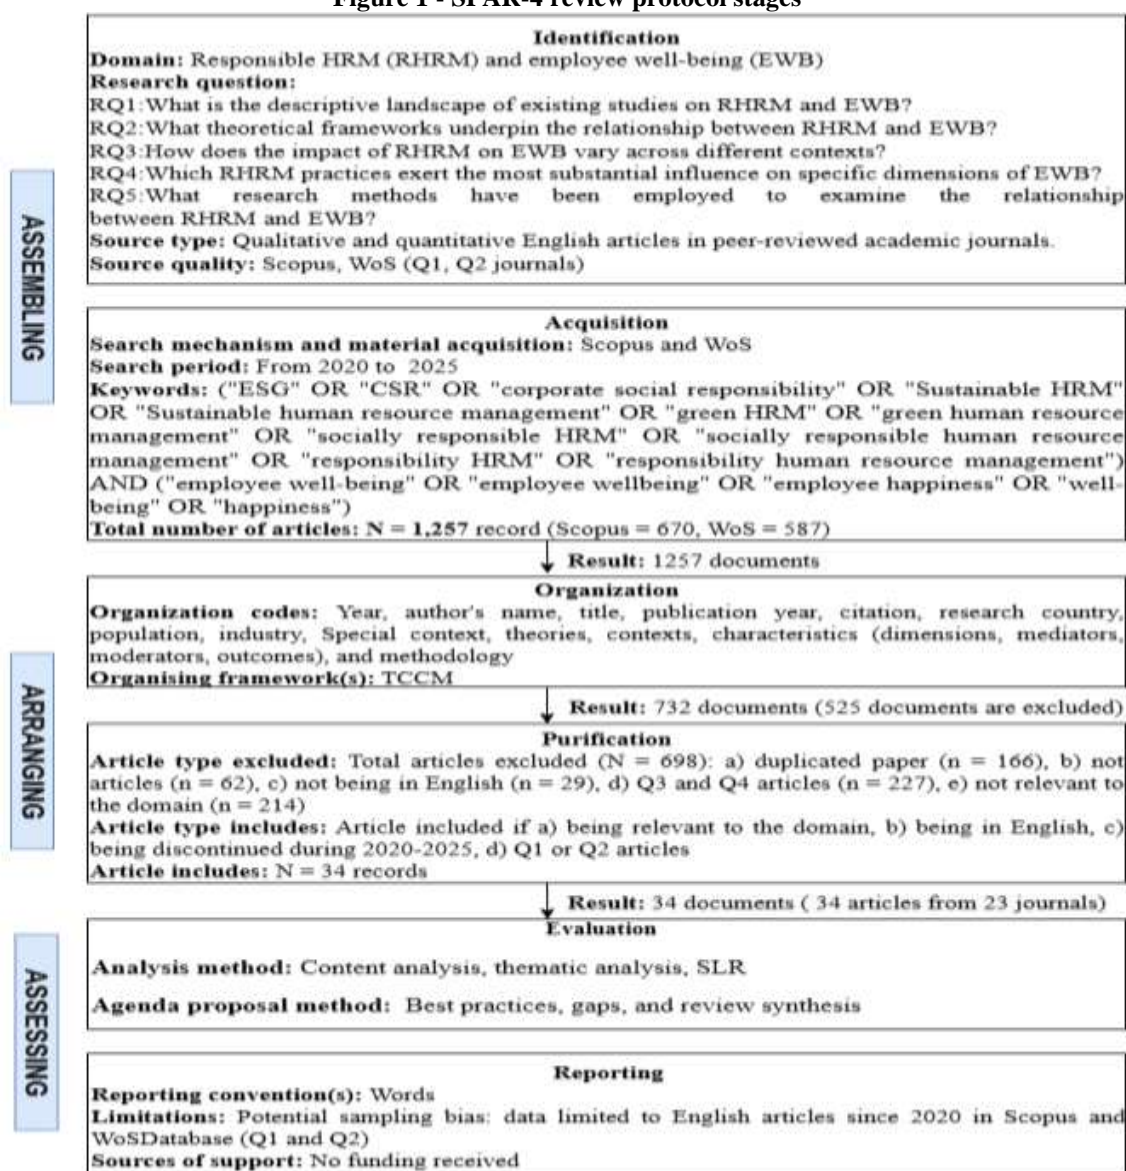 Figure 1 - SPAR-4 review protocol stages
Identification
Domain: Responsible HRM (RHRM) and employee well-being (EWB)
Research question:
RQ1:What is the descriptive landscape of existing studies on RHRM and EWB?
RQ2:What theoretical frameworks underpin the relationship between RHRM and EWB?
RQ3:How does the impact of RHRM on EWB vary across different contexts?
RQ4:Which RHRM practices exert the most substantial influence on specific dimensions of EWB?
RQ5:What research methods have been employed to examine the relationship
between RHRM and EWB?
Source type: Qualitative and quantitative English articles in peer-reviewed academic journals.
Source quality: Scopus, WoS (Q1, Q2 journals)
ASSEMBLING
Acquisition
Search mechanism and material acquisition: Scopus and WoS
Search period: From 2020 to 2025
Keywords: ("ESG" OR "CSR" OR "corporate social responsibility" OR "Sustainable HRM"
OR "Sustainable human resource management" OR "green HRM" OR "green human resource
management" OR "socially responsible HRM" OR "socially responsible human resource
management" OR "responsibility HRM" OR "responsibility human resource management")
AND ("employee well-being" OR "employee wellbeing" OR "employee happiness" OR "well-
being" OR "happiness")
Total number of articles: N = 1,257 record (Scopus = 670, WoS = 587)
Result: 1257 documents
Organization
Organization codes: Year, author's name, title, publication year, citation, research country,
population, industry, Special context, theories, contexts, characteristics (dimensions, mediators,
moderators, outcomes), and methodology
Organising framework(s): TCCM
Result: 732 documents (525 documents are excluded)
ARRANGING
Purification
Article type excluded: Total articles excluded (N = 698): a) duplicated paper (n = 166), b) not
articles (n = 62), c) not being in English (n = 29), d) Q3 and Q4 articles (n = 227), e) not relevant to
the domain (n = 214)
Article type includes: Article included if a) being relevant to the domain, b) being in English, c)
being discontinued during 2020-2025, d) Q1 or Q2 articles
Article includes: N = 34 records
Result: 34 documents ( 34 articles from 23 journals)
ASSESSING
Evaluation
Analysis method: Content analysis, thematic analysis, SLR
Agenda proposal method: Best practices, gaps, and review synthesis
Reporting
Reporting convention(s): Words
Limitations: Potential sampling bias: data limited to English articles since 2020 in Scopus and
WoSDatabase (Q1 and Q2)
Sources of support: No funding received